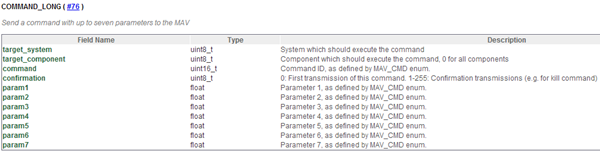 COMMAND_LONG ( #76 )
Send a command with up to seven parameters to the MAV
Field Name Type Description
target_system uint8_t System which should execute the command
target_component uint8_t Component which should execute the command, 0 for all components
command uint16_t Command ID, as defined by MAV_CMD enum.
confirmation uint8_t 0: First transmission of this command. 1-255: Confirmation transmissions (e.g. for kill command)
param1 float Parameter 1, as defined by MAV_CMD enum.
param2 float Parameter 2, as defined by MAV_CMD enum.
param3 float Parameter 3, as defined by MAV_CMD enum.
param4 float Parameter 4, as defined by MAV_CMD enum.
param5 float Parameter 5, as defined by MAV_CMD enum.
param6 float Parameter 6, as defined by MAV_CMD enum.
param7 float Parameter 7, as defined by MAV_CMD enum.